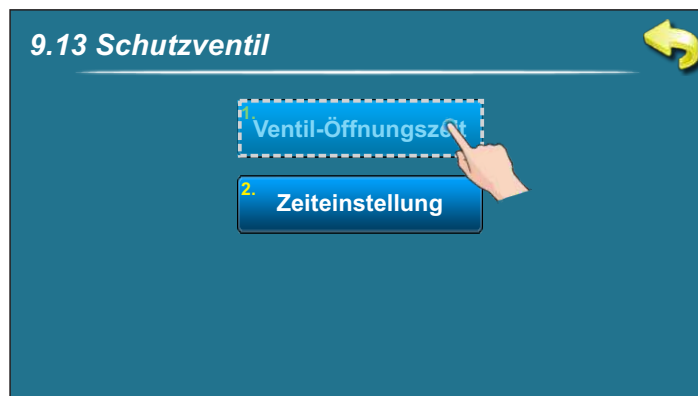 9.13 Schutzventil
1.
Ventil-Öffnungszeit
2.
Zeiteinstellung